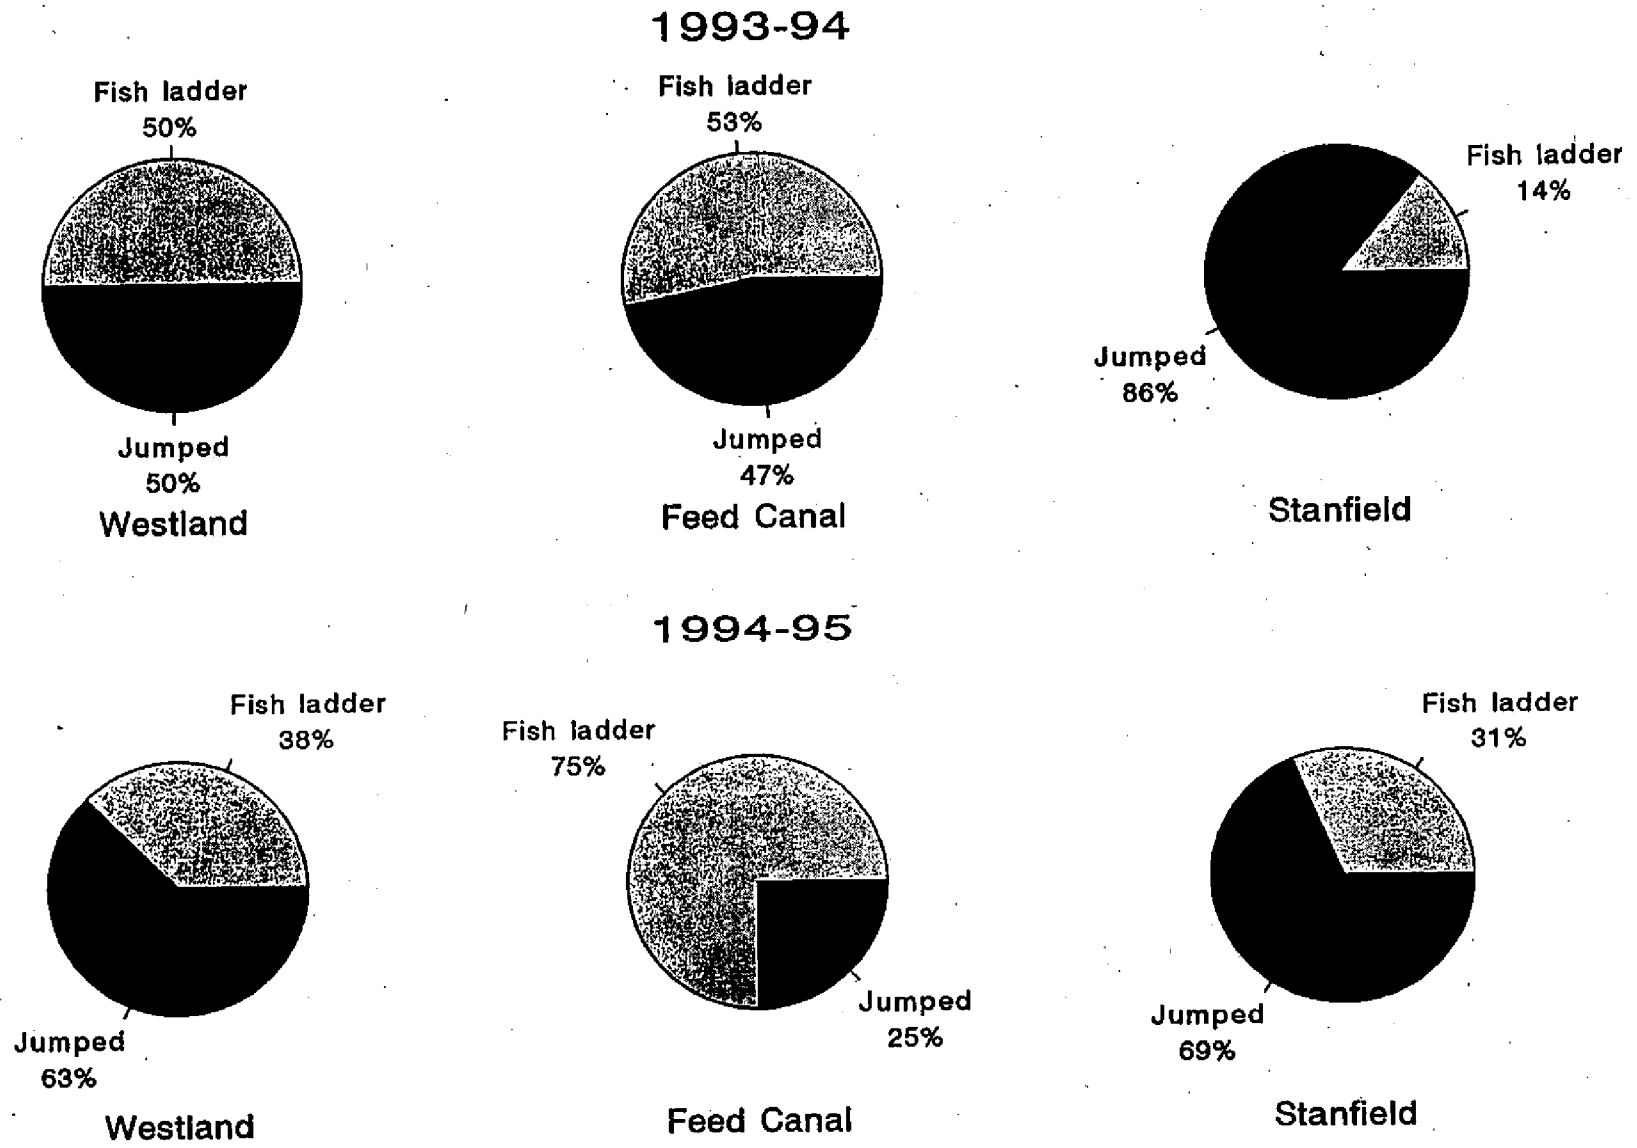 1993-94
Fish ladder
50%
Jumped
50%
Westland
Fish ladder
53%
Jumped
47%
Feed Canal
Fish ladder
14%
Jumped
86%
Stanfield
1994-95
Fish ladder
38%
Jumped
63%
Westland
Fish ladder
75%
Jumped
25%
Feed Canal
Fish ladder
31%
Jumped
69%
Stanfield